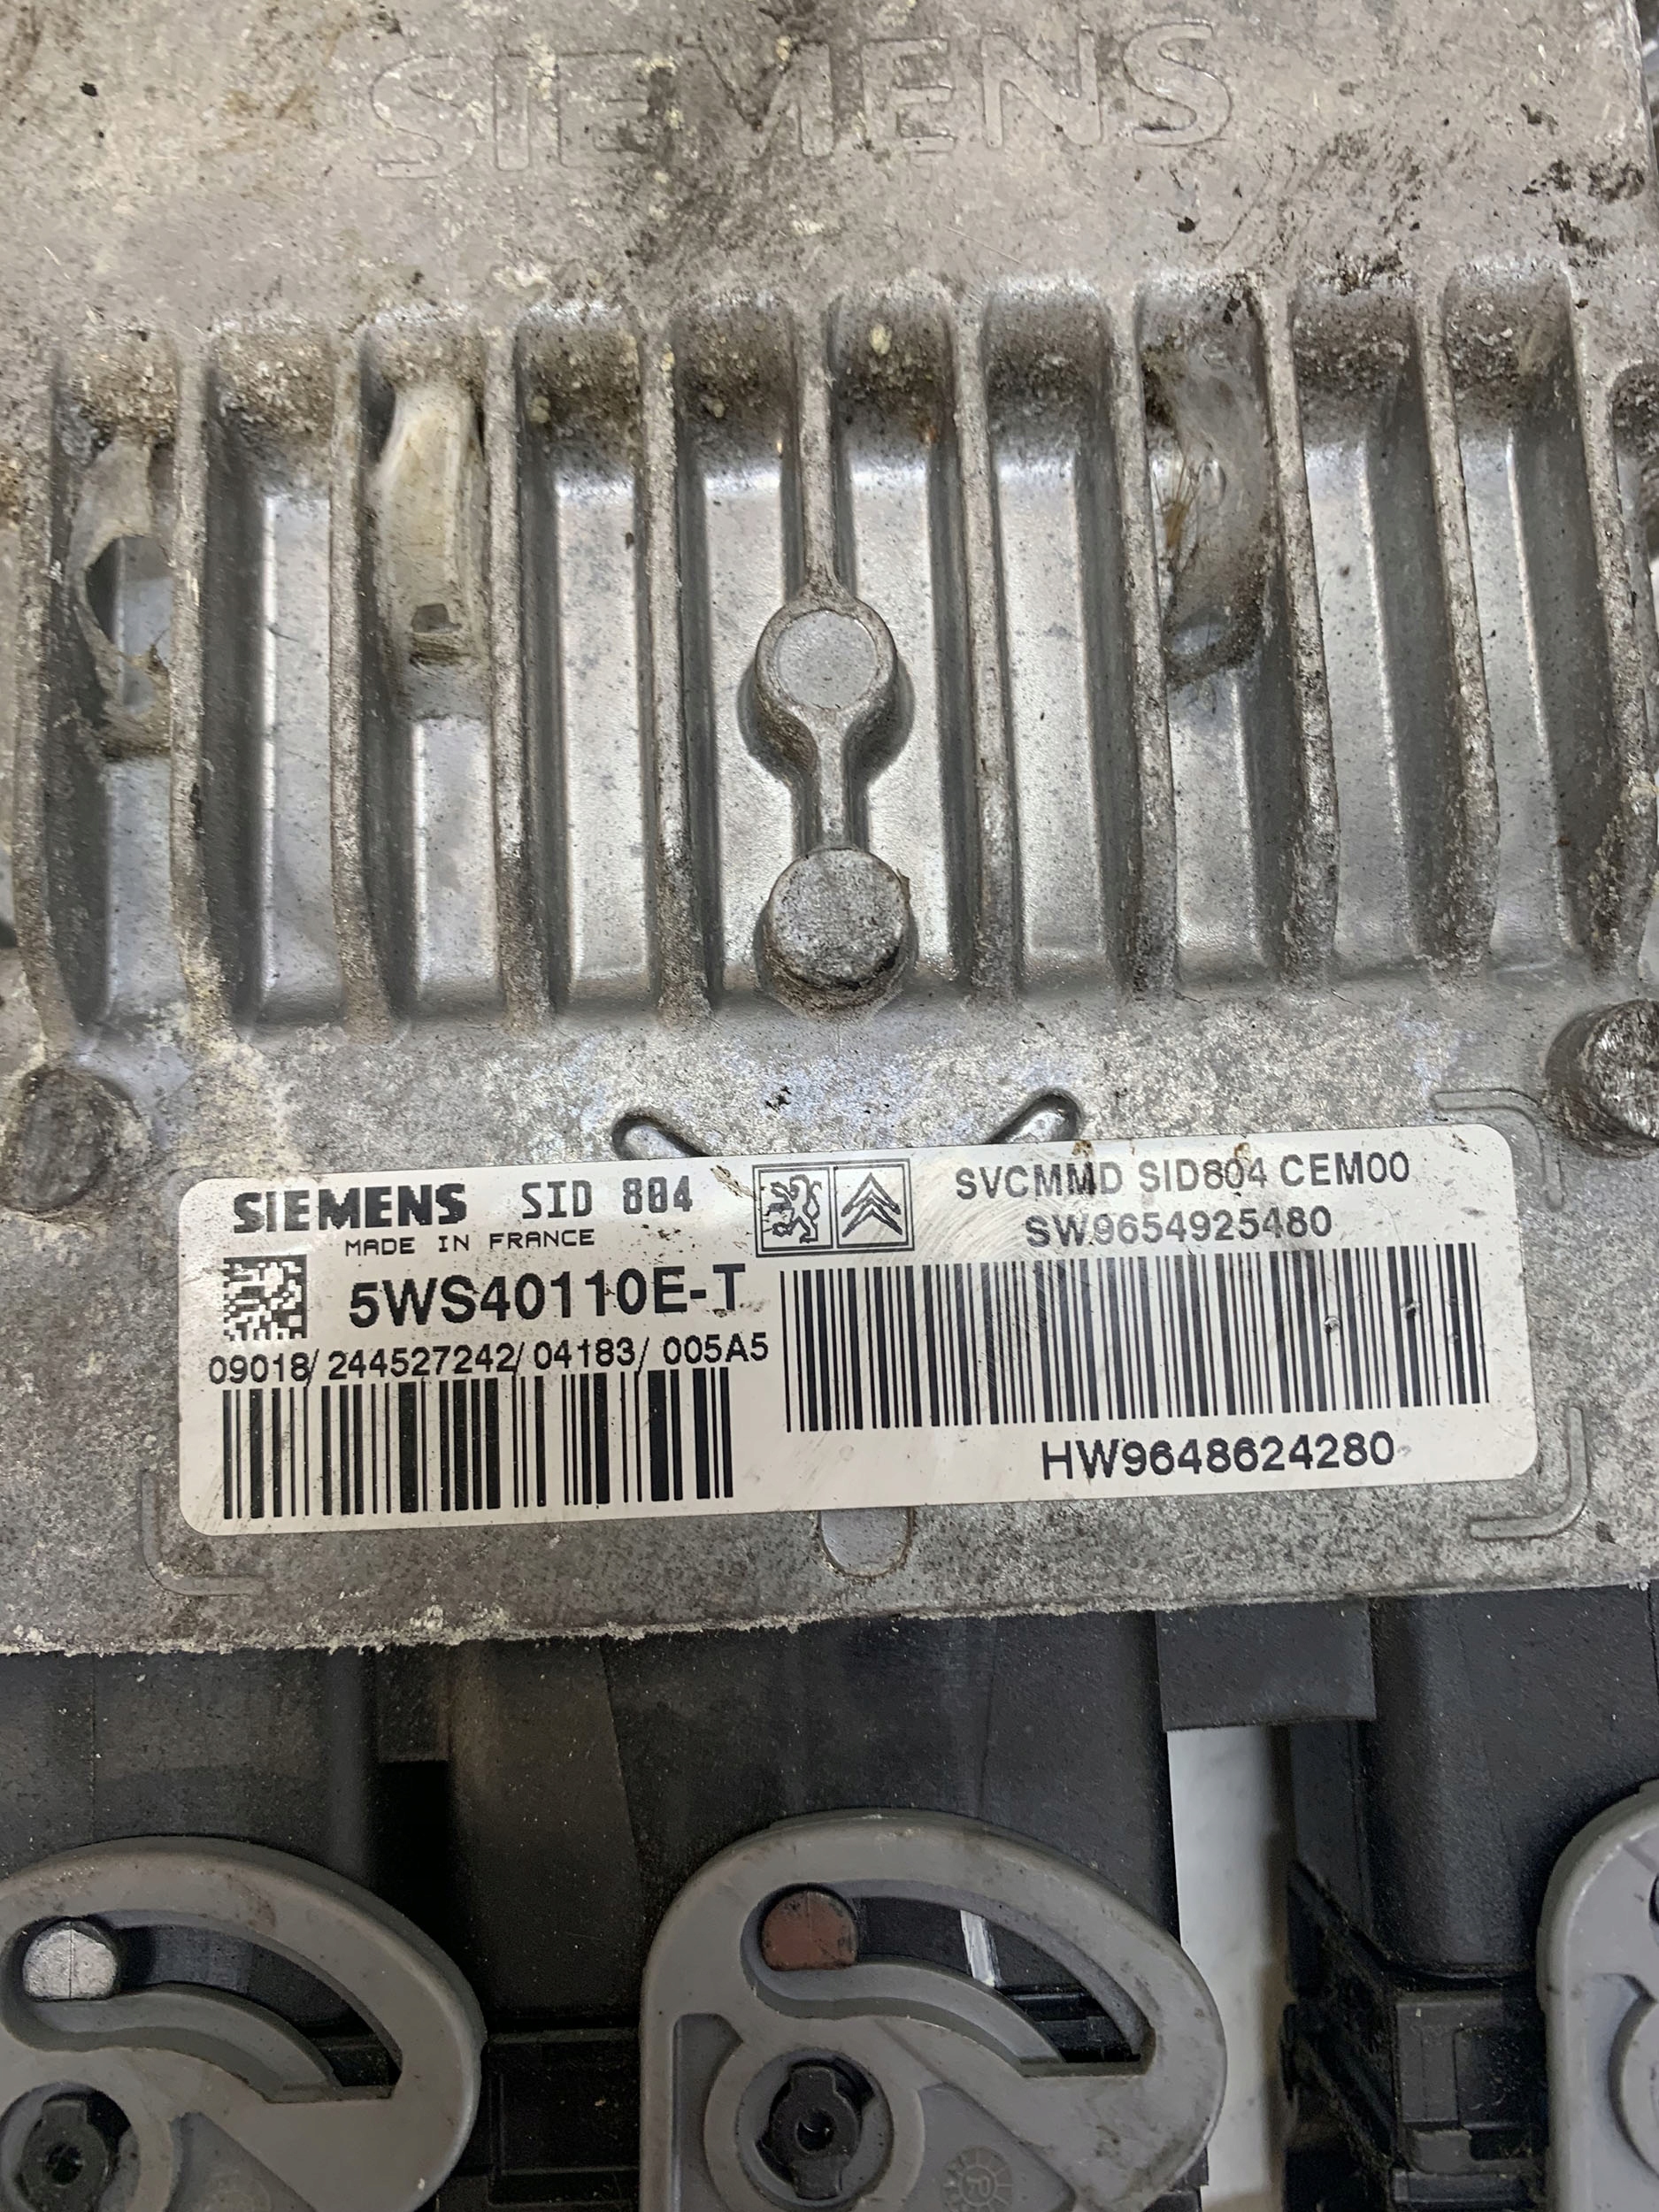 SIEMENS
SIEMENS SID 804
MADE IN FRANCE
5WS40110E-T
09018/244527242/04183/005A5
SVCMMD SID804 CEM00
SW9654925480
HW9648624280